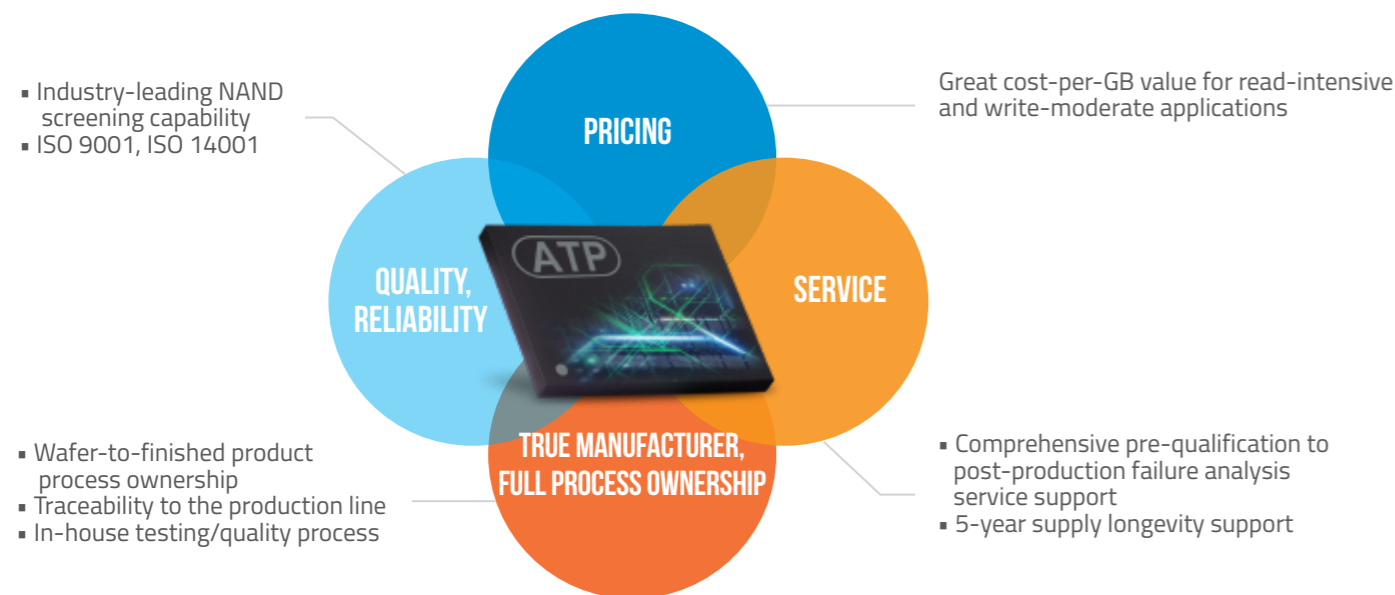 ▪ Industry-leading NAND
screening capability
▪ ISO 9001, ISO 14001
PRICING
Great cost-per-GB value for read-intensive
and write-moderate applications
QUALITY,
RELIABILITY
ATP
SERVICE
▪ Wafer-to-finished product
process ownership
▪ Traceability to the production line
▪ In-house testing/quality process
TRUE MANUFACTURER,
FULL PROCESS OWNERSHIP
▪ Comprehensive pre-qualification to
post-production failure analysis
service support
▪ 5-year supply longevity support